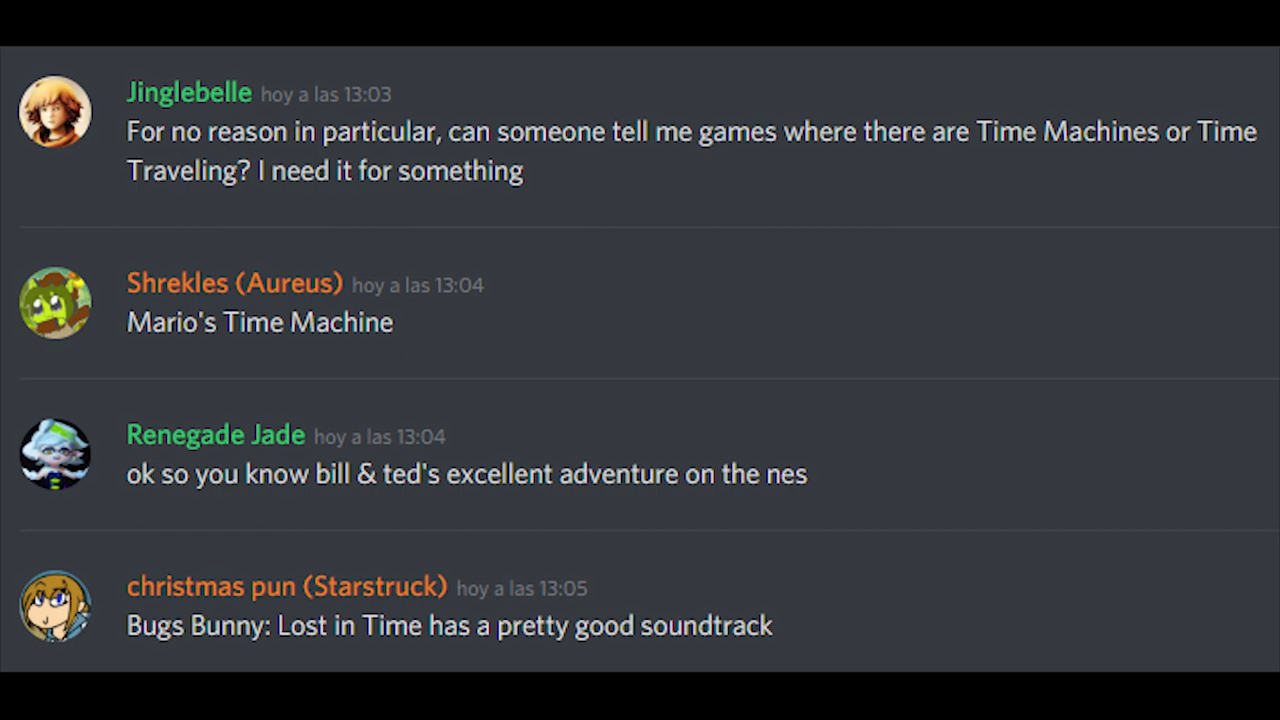 Jinglebelle hoy a las 13:03
For no reason in particular, can someone tell me games where there are Time Machines or Time
Traveling? I need it for something
Shrekles (Aureus) hoy a las 13:04
Mario's Time Machine
Renegade Jade hoy a las 13:04
ok so you know bill & ted's excellent adventure on the nes
christmas pun (Starstruck) hoy a las 13:05
Bugs Bunny: Lost in Time has a pretty good soundtrack